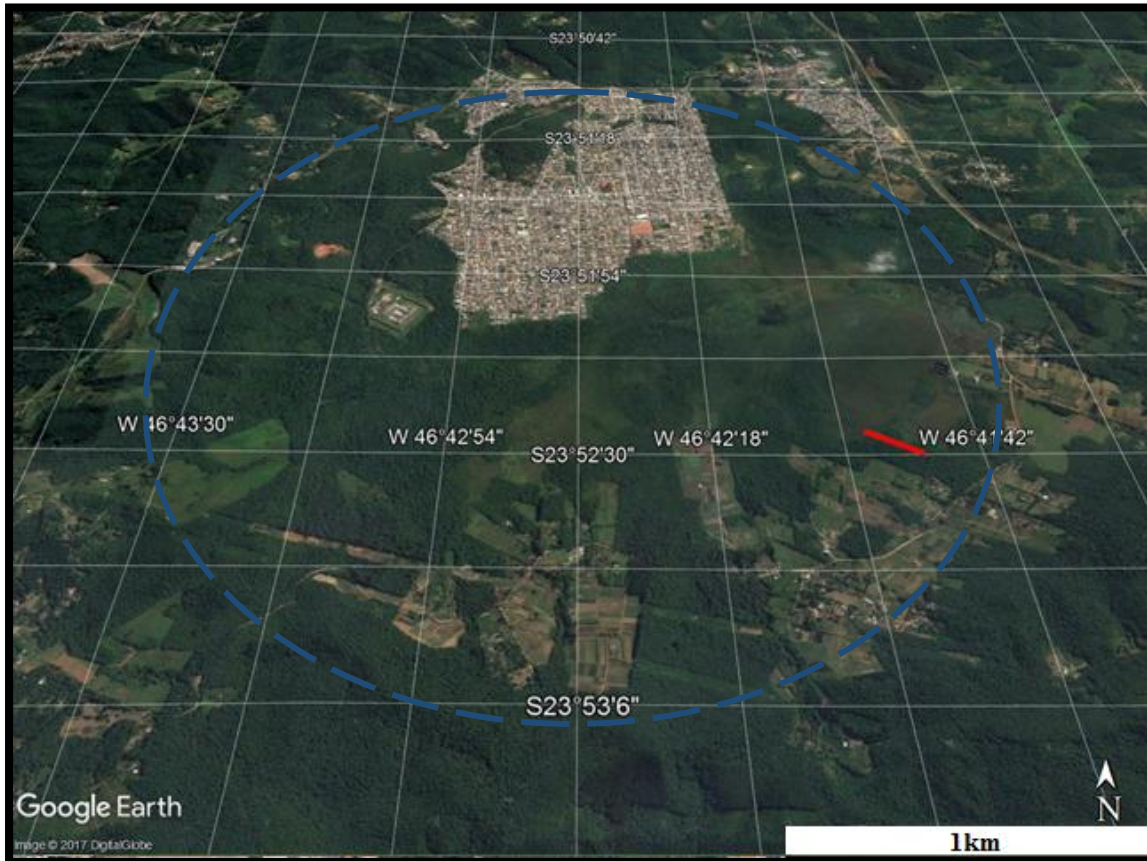 S23°50'42"
S23°51'18"
S23°51'54"
W 46°43'30"
W 46°42'54"
W 46°42'18"
W 46°41'42"
S23°52'30"
S23°53'6"
Google Earth
N
Image © 2017 DigitalGlobe
1km